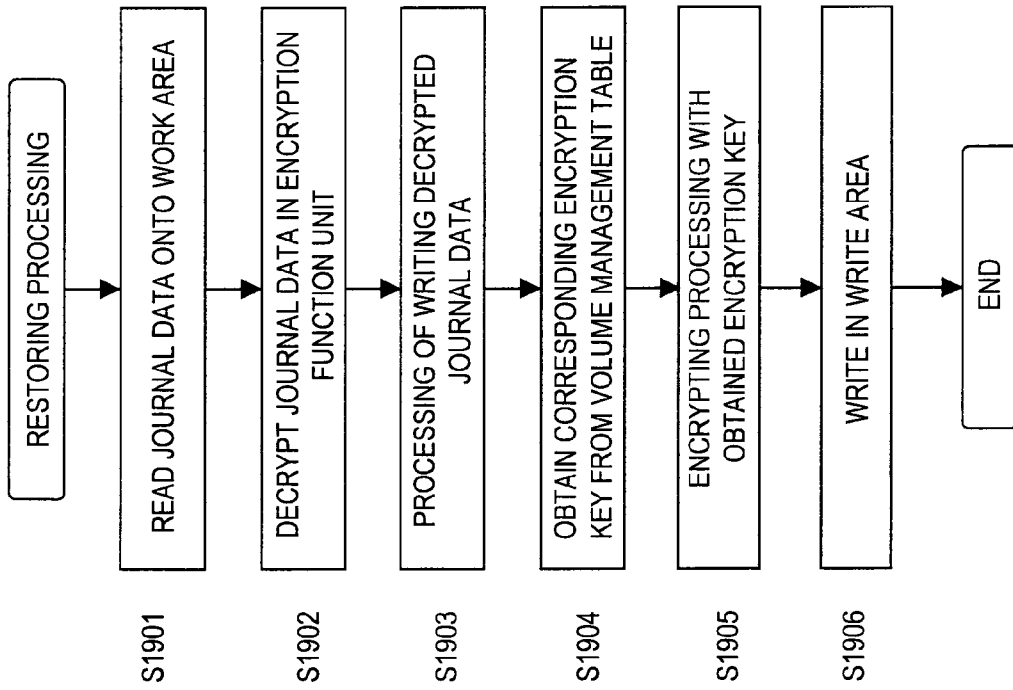 RESTORING PROCESSING
S1901
READ JOURNAL DATA ONTO WORK AREA
S1902
DECRYPT JOURNAL DATA IN ENCRYPTION
FUNCTION UNIT
S1903
PROCESSING OF WRITING DECRYPTED
JOURNAL DATA
S1904
OBTAIN CORRESPONDING ENCRYPTION
KEY FROM VOLUME MANAGEMENT TABLE
S1905
ENCRYPTING PROCESSING WITH
OBTAINED ENCRYPTION KEY
S1906
WRITE IN WRITE AREA
END